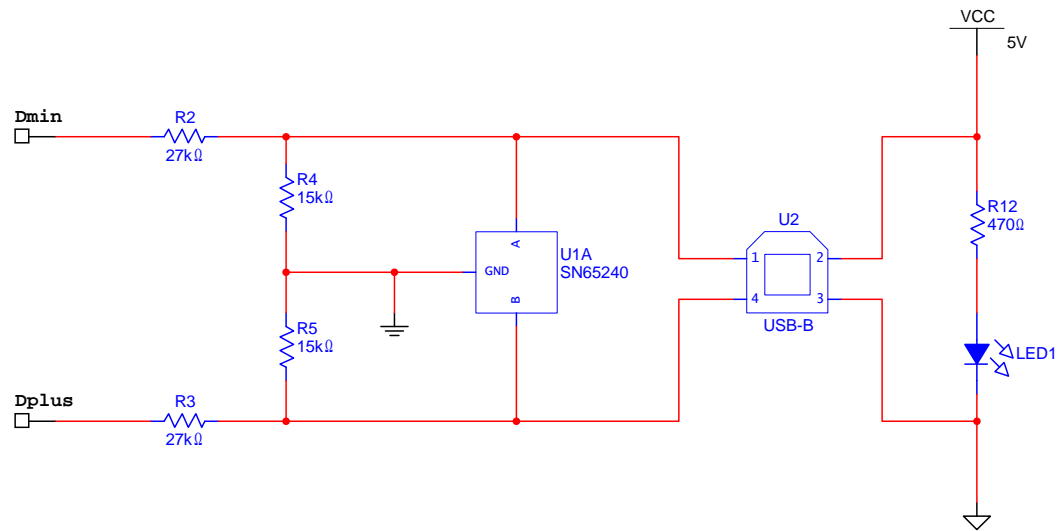 VCC
5V
Dmin
R2
27kΩ
R4
15kΩ
A
GND
B
U1A
SN65240
U2
1
2
4
3
USB-B
R12
470Ω
R5
15kΩ
LED1
Dplus
R3
27kΩ